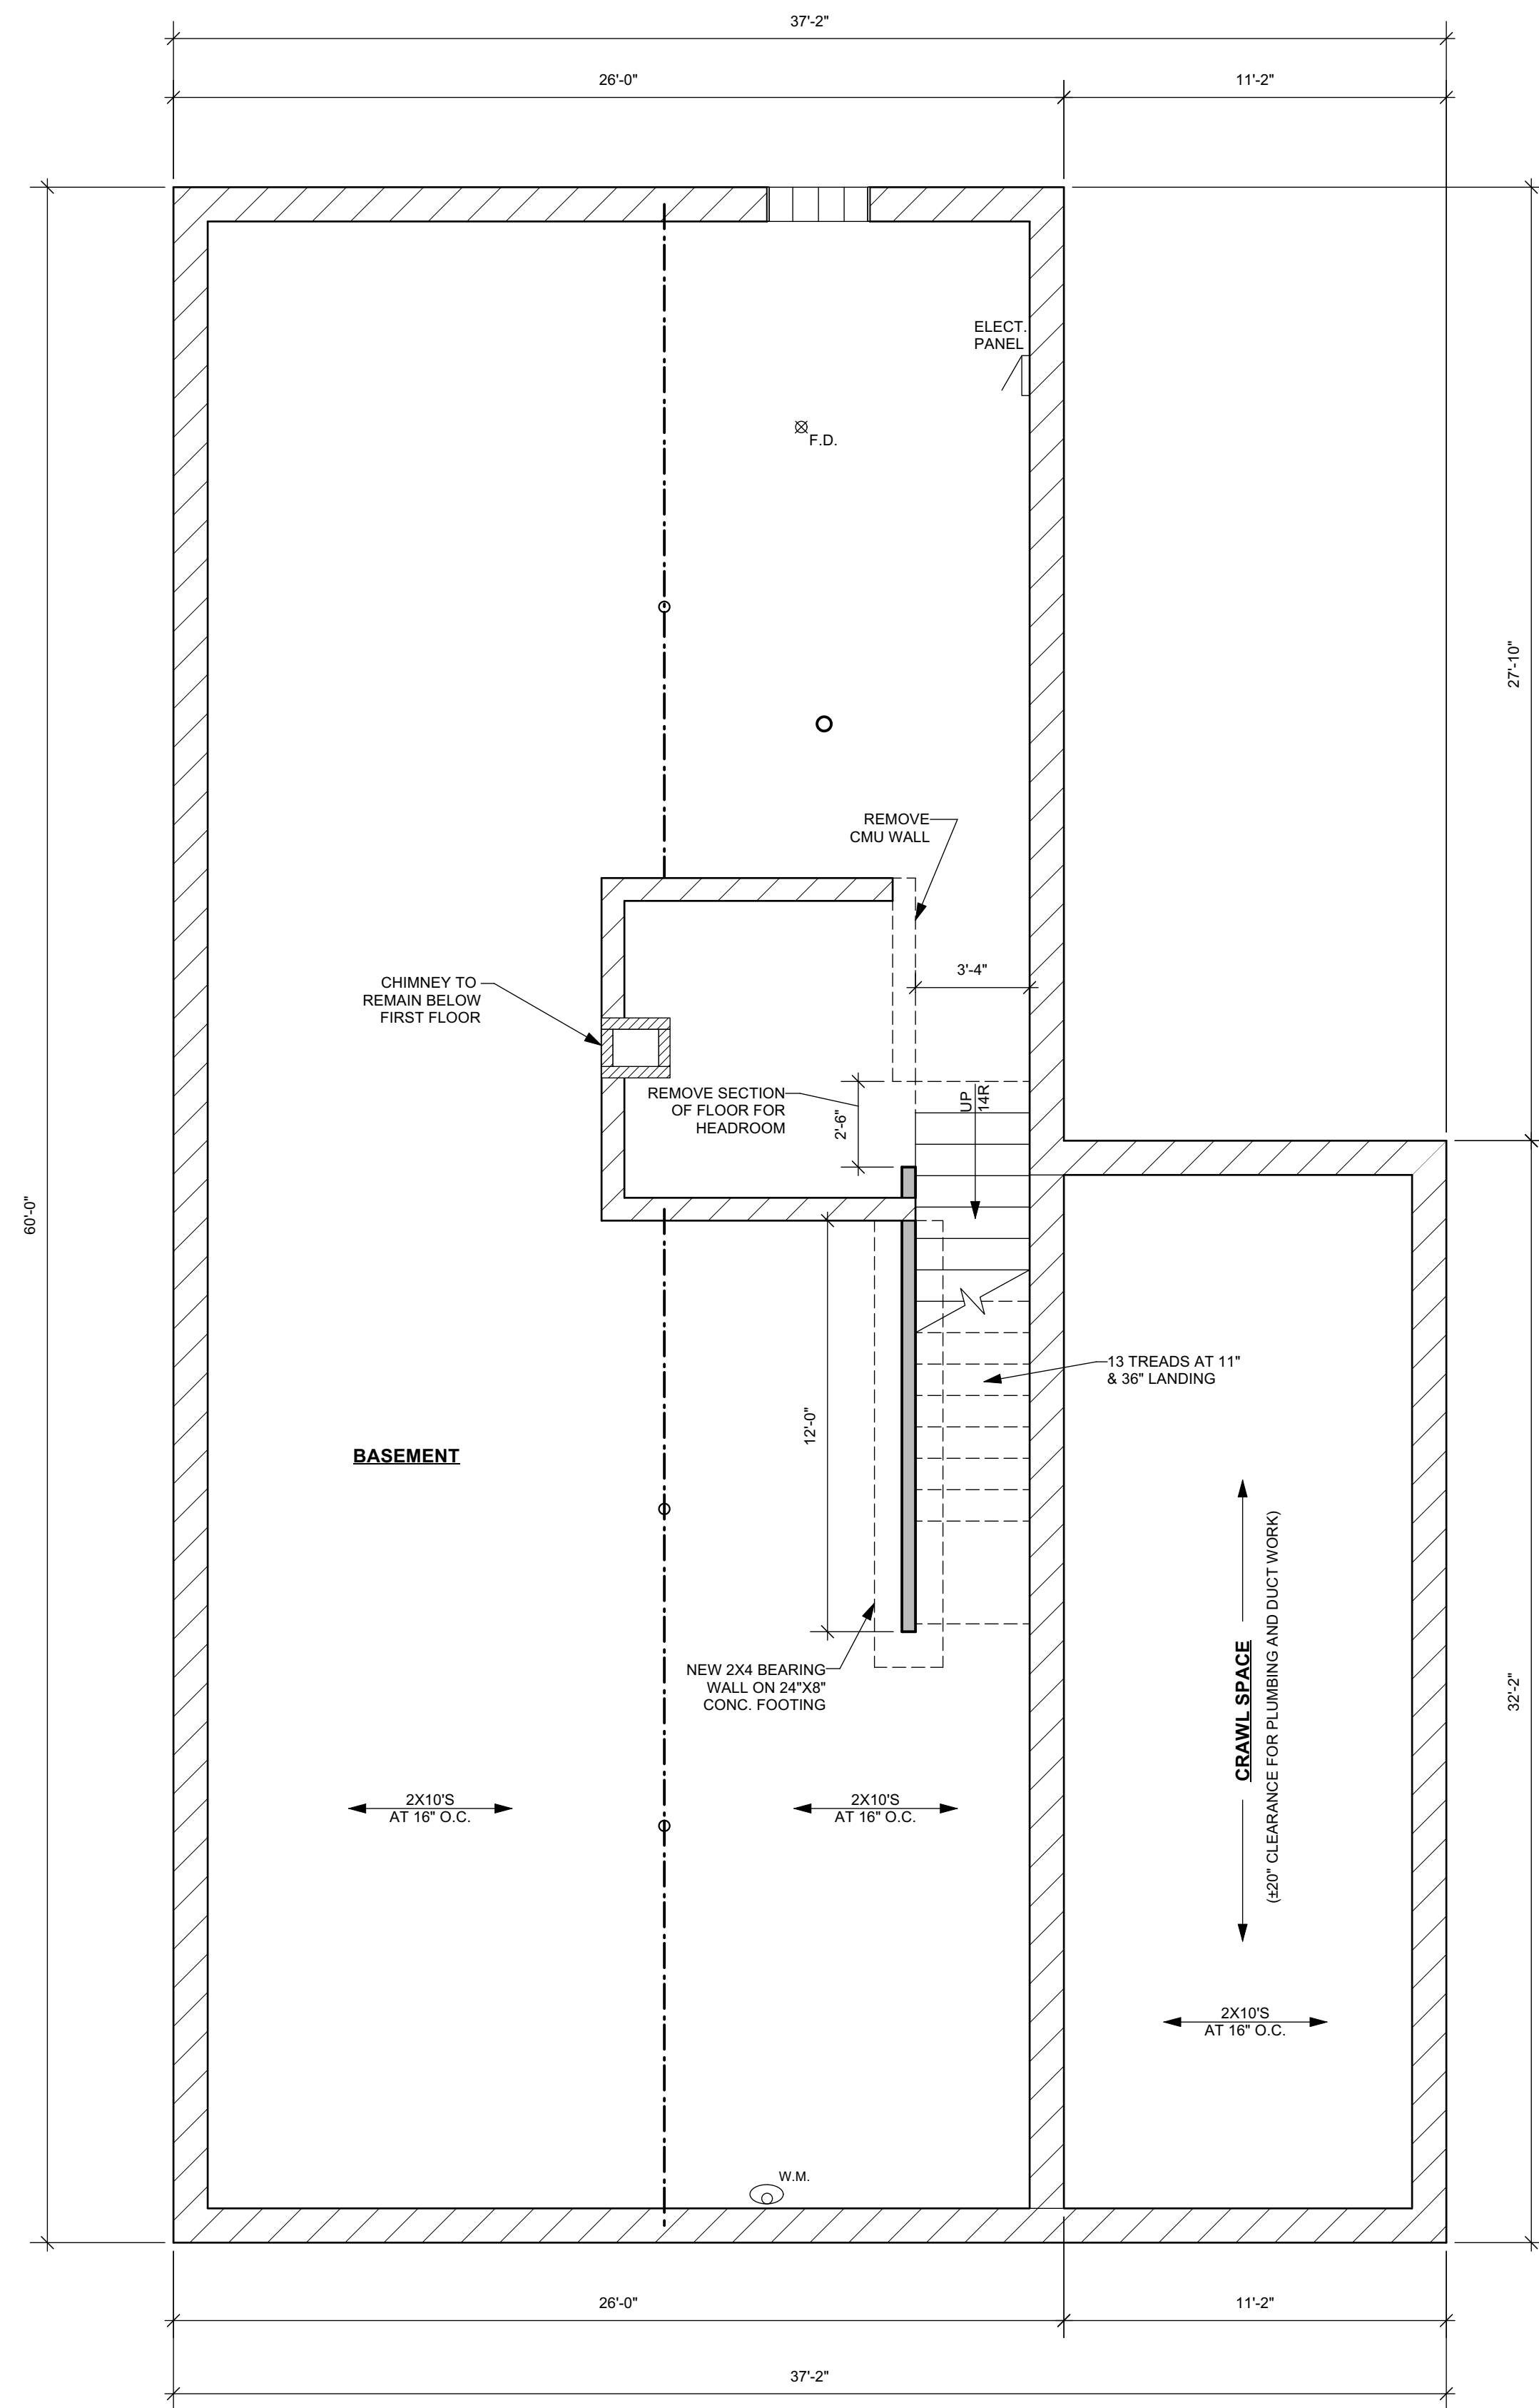 37'-2"
26'-0"
11'-2"
ELECT.
PANEL
F.D.
27'-10"
REMOVE
CMU WALL
3'-4"
CHIMNEY TO
REMAIN BELOW
FIRST FLOOR
REMOVE SECTION
OF FLOOR FOR
HEADROOM
2'-6"
UP
14R
60'-0"
13 TREADS AT 11"
& 36" LANDING
12'-0"
BASEMENT
NEW 2X4 BEARING
WALL ON 24"X8"
CONC. FOOTING
CRAWL SPACE
(±20" CLEARANCE FOR PLUMBING AND DUCT WORK)
32'-2"
2X10'S
AT 16" O.C.
2X10'S
AT 16" O.C.
2X10'S
AT 16" O.C.
W.M.
26'-0"
11'-2"
37'-2"